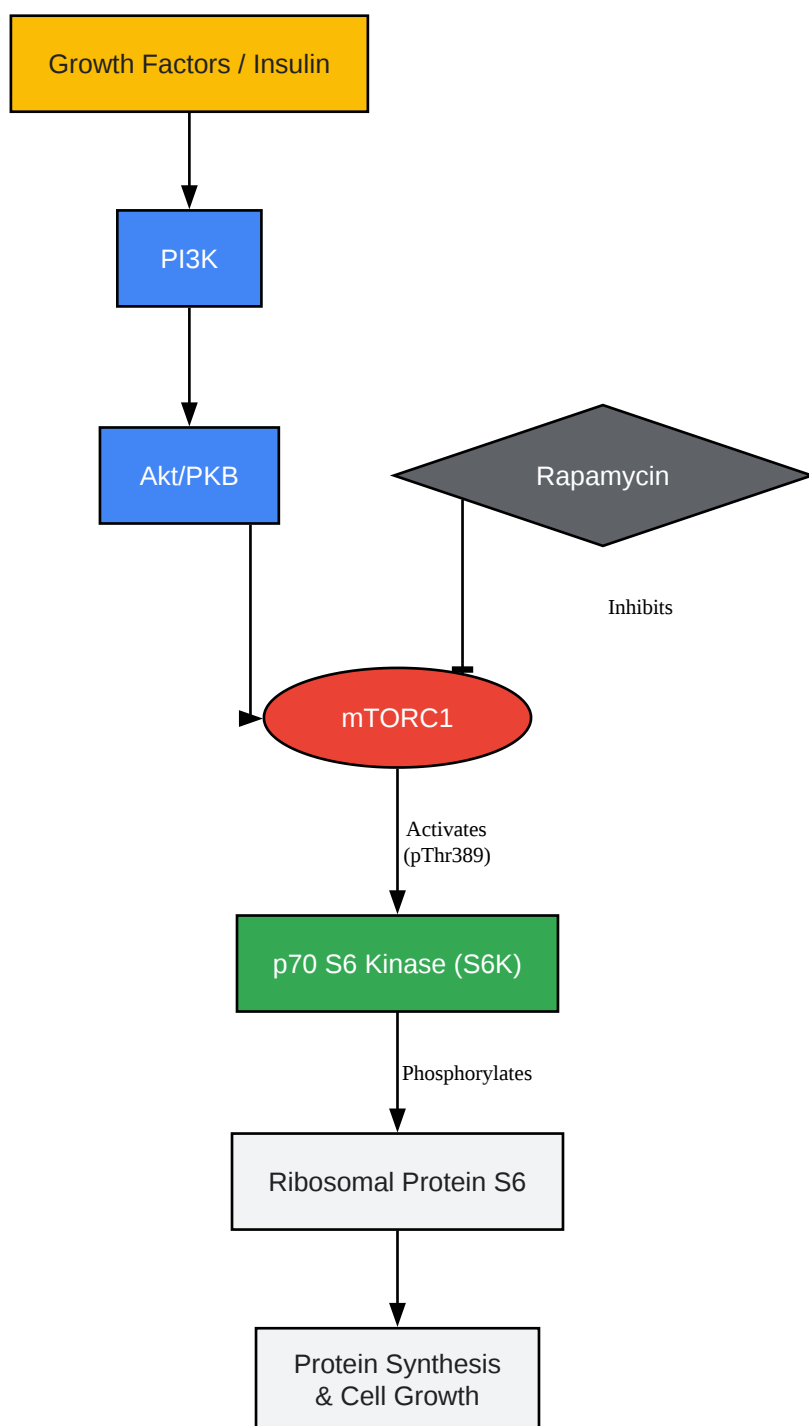 Growth Factors / Insulin
PI3K
Akt/PKB
Rapamycin
Inhibits
mTORC1
Activates
(pThr389)
p70 S6 Kinase (S6K)
Phosphorylates
Ribosomal Protein S6
Protein Synthesis
& Cell Growth